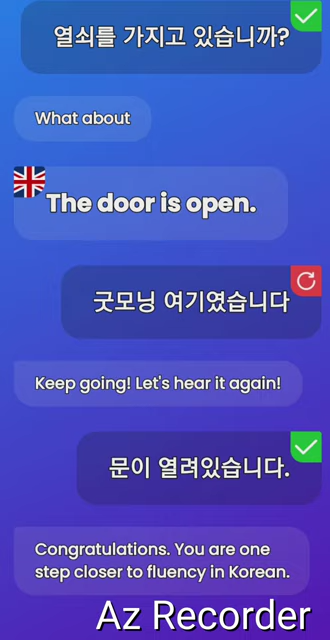 열쇠를 가지고 있습니까?
What about
The door is open.
굿모닝 여기였습니다
Keep going! Let's hear it again!
문이 열려있습니다.
Congratulations. You are one
step closer to fluency in Korean.
Az Recorder